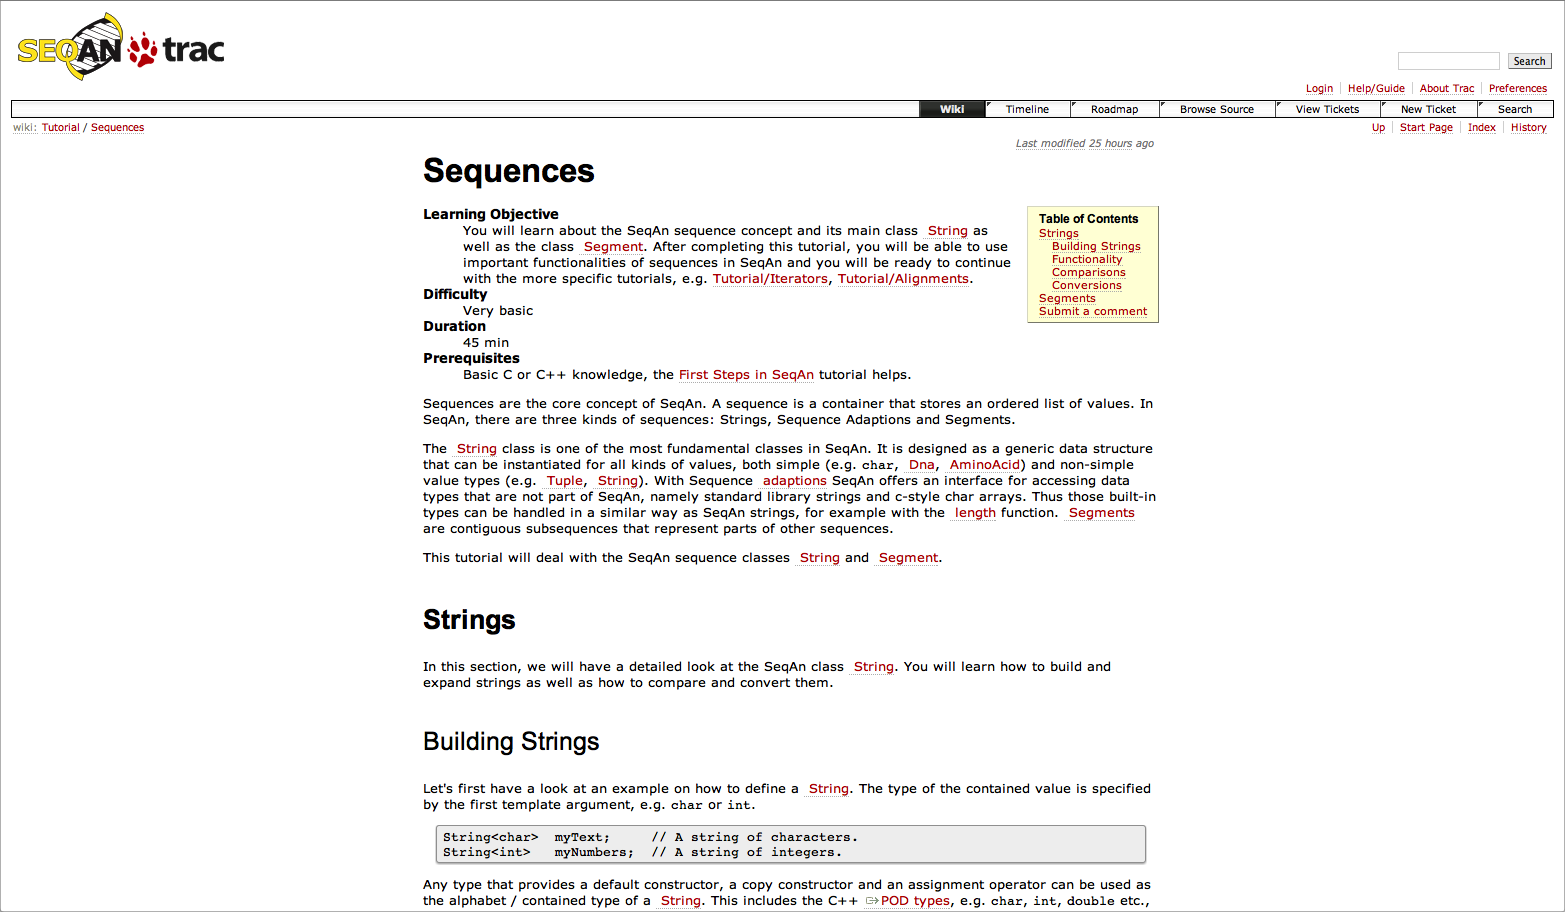 SEQAN trac
Search
Login Help/Guide About Trac Preferences
Wiki Timeline Roadmap Browse Source View Tickets New Ticket Search
wiki: Tutorial / Sequences
Up Start Page Index History
Last modified 25 hours ago
Sequences
Learning Objective
You will learn about the SeqAn sequence concept and its main class String as
well as the class Segment. After completing this tutorial, you will be able to use
important functionalities of sequences in SeqAn and you will be ready to continue
with the more specific tutorials, e.g. Tutorial/Iterators, Tutorial/Alignments.
Difficulty
Very basic
Duration
45 min
Prerequisites
Basic C or C++ knowledge, the First Steps in SeqAn tutorial helps.
Table of Contents
Strings
Building Strings
Functionality
Comparisons
Conversions
Segments
Submit a comment
Sequences are the core concept of SeqAn. A sequence is a container that stores an ordered list of values. In
SeqAn, there are three kinds of sequences: Strings, Sequence Adaptions and Segments.
The String class is one of the most fundamental classes in SeqAn. It is designed as a generic data structure
that can be instantiated for all kinds of values, both simple (e.g. char, Dna, AminoAcid) and non-simple
value types (e.g. Tuple, String). With Sequence adaptions SeqAn offers an interface for accessing data
types that are not part of SeqAn, namely standard library strings and c-style char arrays. Thus those built-in
types can be handled in a similar way as SeqAn strings, for example with the length function. Segments
are contiguous subsequences that represent parts of other sequences.
This tutorial will deal with the SeqAn sequence classes String and Segment.
Strings
In this section, we will have a detailed look at the SeqAn class String. You will learn how to build and
expand strings as well as how to compare and convert them.
Building Strings
Let's first have a look at an example on how to define a String. The type of the contained value is specified
by the first template argument, e.g. char or int.
String<char>  myText;     // A string of characters.
String<int>   myNumbers;  // A string of integers.
Any type that provides a default constructor, a copy constructor and an assignment operator can be used as
the alphabet / contained type of a String. This includes the C++ POD types, e.g. char, int, double etc.,